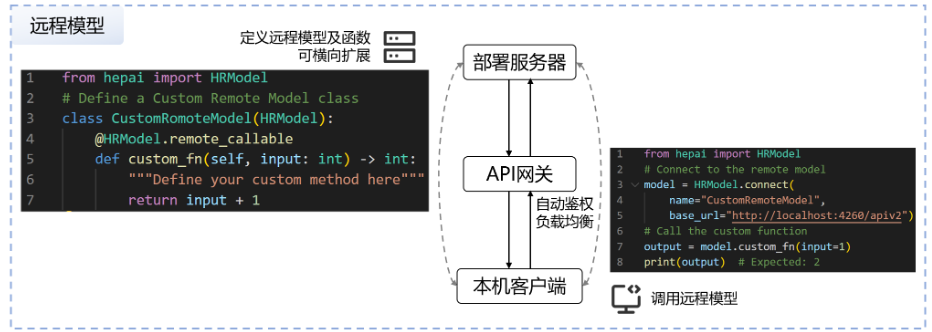 远程模型
定义远程模型及函数
可横向扩展
1 from hepai import HRModel
2 # Define a Custom Remote Model class
3 class CustomRomoteModel(HRModel):
4 @HRModel.remote_callable
5 def custom_fn(self, input: int) -> int:
6 """Define your custom method here"""
7 return input + 1
部署服务器
API网关
自动鉴权
负载均衡
本机客户端
1 from hepai import HRModel
2 # Connect to the remote model
3 model = HRModel.connect(
4 name="CustomRemoteModel",
5 base_url="http://localhost:4260/apiv2")
6 # Call the custom function
7 output = model.custom_fn(input=1)
8 print(output) # Expected: 2
调用远程模型